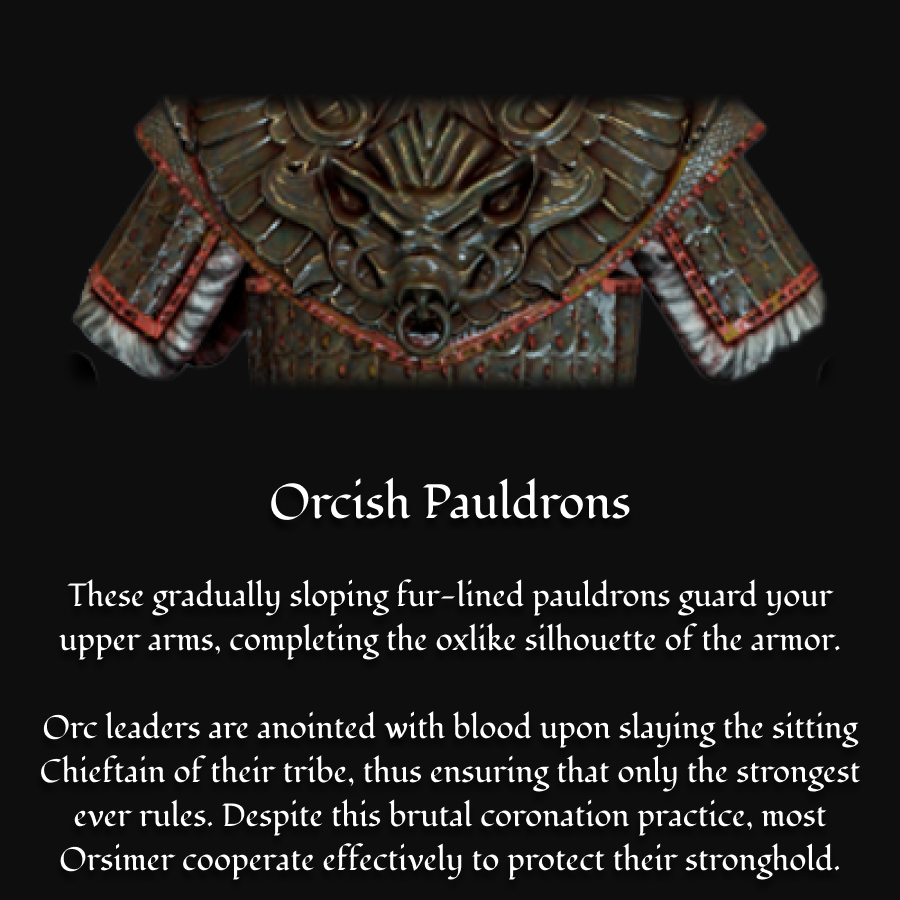 Orcish Pauldrons
These gradually sloping fur-lined pauldrons guard your
upper arms, completing the oxlike silhouette of the armor.
Orc leaders are anointed with blood upon slaying the sitting
Chieftain of their tribe, thus ensuring that only the strongest
ever rules. Despite this brutal coronation practice, most
Orsimer cooperate effectively to protect their stronghold.